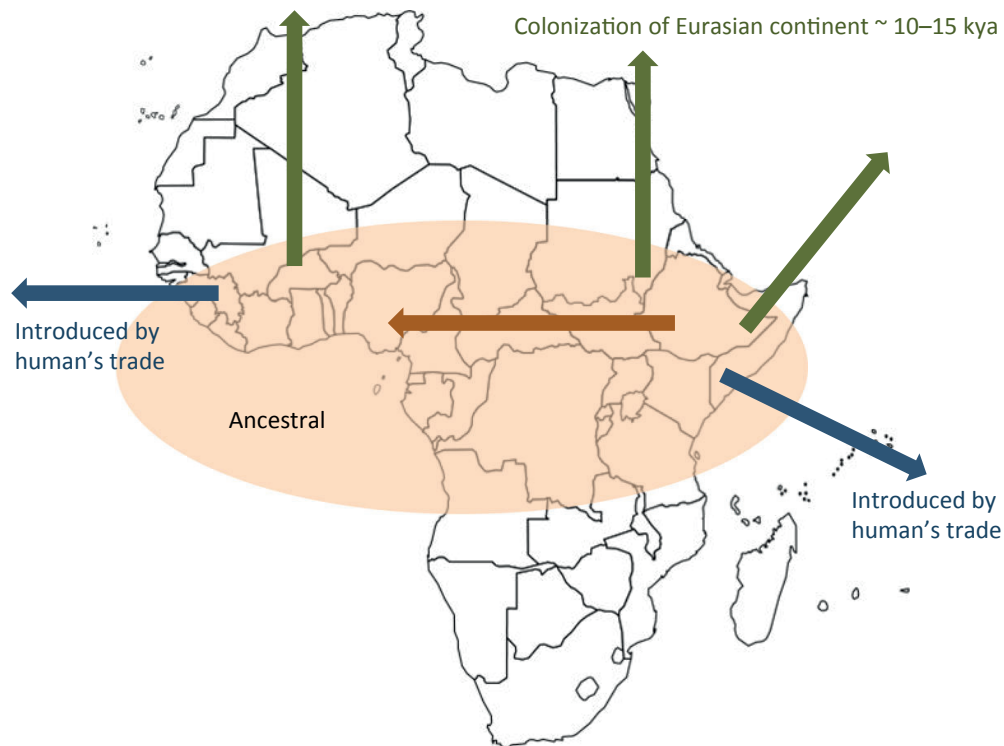 Colonization of Eurasian continent ~ 10–15 kya
Introduced by
human’s trade
Ancestral
Introduced by
human’s trade